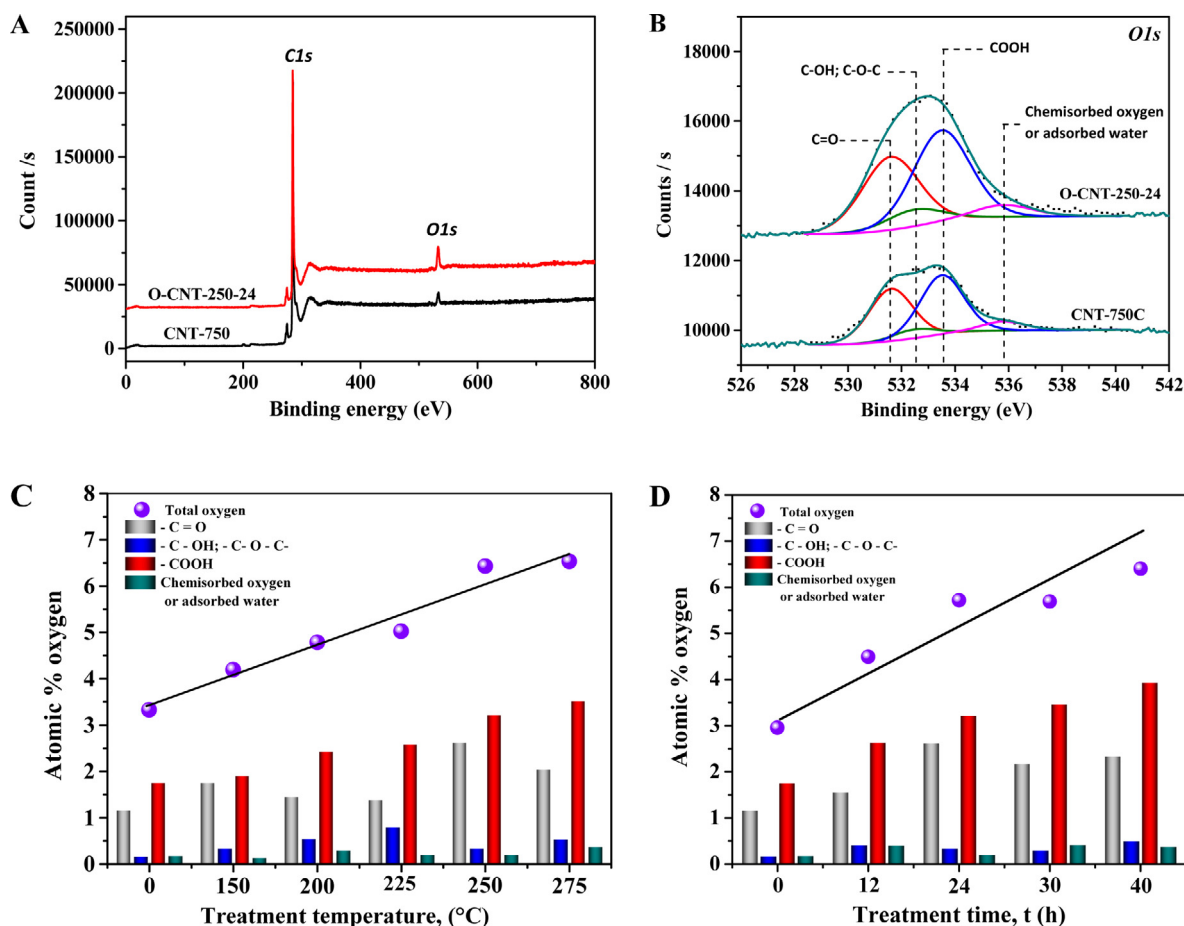 A
250000
200000
150000
100000
50000
0
Count /s
C1s
O1s
O-CNT-250-24
CNT-750
0 200 400 600 800
Binding energy (eV)
B
O1s
18000
16000
14000
12000
10000
Counts / s
COOH
C-OH; C-O-C
Chemisorbed oxygen
or adsorbed water
C=O
O-CNT-250-24
CNT-750C
526 528 530 532 534 536 538 540 542
Binding energy (eV)
C
8
7
6
5
4
3
2
1
0
Atomic % oxygen
Total oxygen
- C = O
- C - OH; - C- O - C-
- COOH
Chemisorbed oxygen
or adsorbed water
0 150 200 225 250 275
Treatment temperature, (°C)
D
8
7
6
5
4
3
2
1
0
Atomic % oxygen
Total oxygen
- C = O
- C - OH; - C - O - C-
- COOH
Chemisorbed oxygen
or adsorbed water
0 12 24 30 40
Treatment time, t (h)